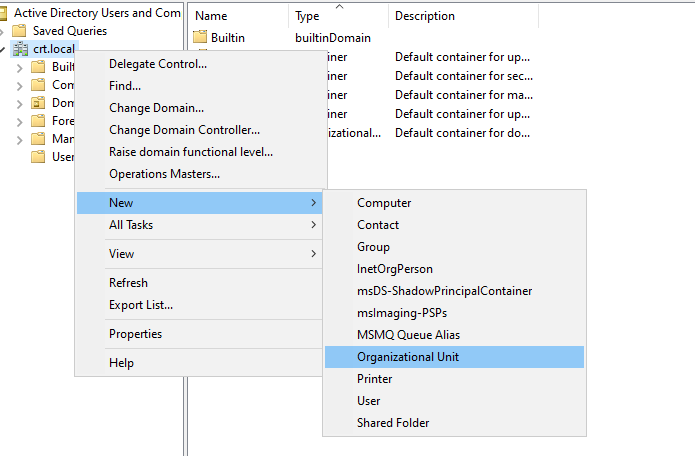 Active Directory Users and Com
Saved Queries
crt.local
Built
Com
Dom
Fore
Man
User
Name Type Description
Builtin builtinDomain
iner Default container for up...
iner Default container for sec...
iner Default container for ma...
iner Default container for up...
izational... Default container for do...
Delegate Control...
Find...
Change Domain...
Change Domain Controller...
Raise domain functional level...
Operations Masters...
New
All Tasks
View
Refresh
Export List...
Properties
Help
Computer
Contact
Group
InetOrgPerson
msDS-ShadowPrincipalContainer
msImaging-PSPs
MSMQ Queue Alias
Organizational Unit
Printer
User
Shared Folder